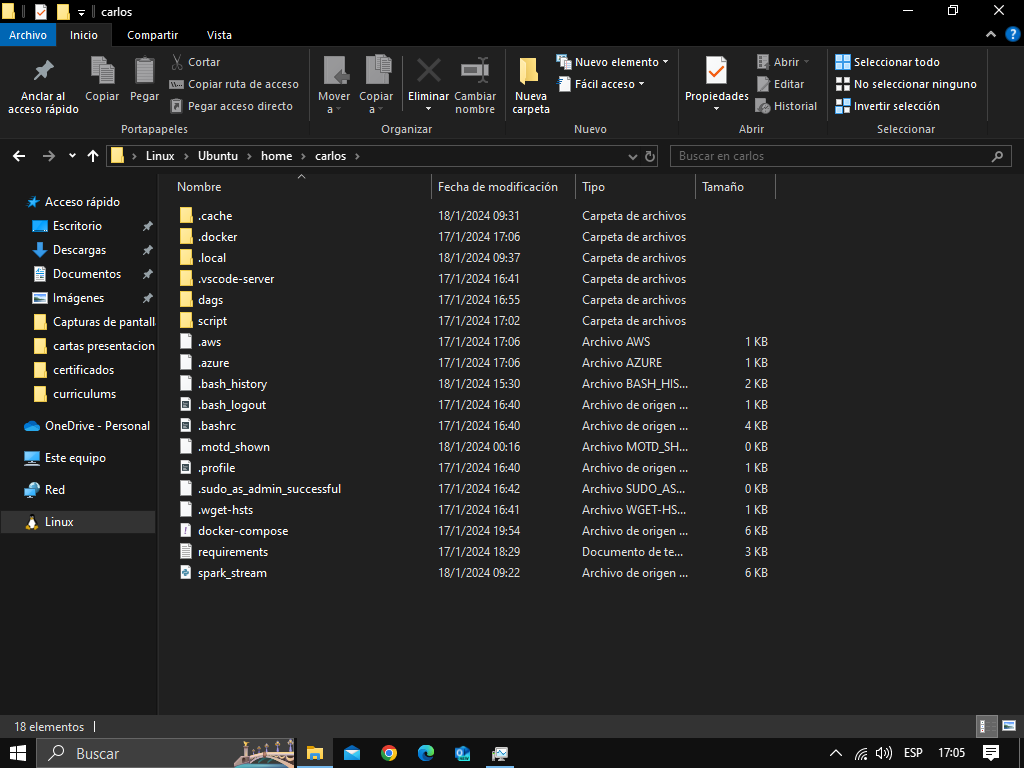 carlos
Archivo Inicio Compartir Vista
Anclar al acceso rápido
Copiar
Pegar
Cortar
Copiar ruta de acceso
Pegar acceso directo
Portapapeles
Mover a
Copiar a
Eliminar
Cambiar nombre
Organizar
Nueva carpeta
Nuevo elemento
Fácil acceso
Nuevo
Propiedades
Abrir
Editar
Historial
Abrir
Seleccionar todo
No seleccionar ninguno
Invertir selección
Seleccionar
Linux > Ubuntu > home > carlos >
Buscar en carlos
Acceso rápido
Escritorio
Descargas
Documentos
Imágenes
Capturas de pantall
cartas presentacion
certificados
curriculums
OneDrive - Personal
Este equipo
Red
Linux
Nombre Fecha de modificación Tipo Tamaño
.cache 18/1/2024 09:31 Carpeta de archivos
.docker 17/1/2024 17:06 Carpeta de archivos
.local 18/1/2024 09:37 Carpeta de archivos
.vscode-server 17/1/2024 16:41 Carpeta de archivos
dags 17/1/2024 16:55 Carpeta de archivos
script 17/1/2024 17:02 Carpeta de archivos
.aws 17/1/2024 17:06 Archivo AWS 1 KB
.azure 17/1/2024 17:06 Archivo AZURE 1 KB
.bash_history 18/1/2024 15:30 Archivo BASH_HIS... 2 KB
.bash_logout 17/1/2024 16:40 Archivo de origen ... 1 KB
.bashrc 17/1/2024 16:40 Archivo de origen ... 4 KB
.motd_shown 18/1/2024 00:16 Archivo MOTD_SH... 0 KB
.profile 17/1/2024 16:40 Archivo de origen ... 1 KB
.sudo_as_admin_successful 17/1/2024 16:42 Archivo SUDO_AS... 0 KB
.wget-hsts 17/1/2024 16:41 Archivo WGET-HS... 1 KB
docker-compose 17/1/2024 19:54 Archivo de origen ... 6 KB
requirements 17/1/2024 18:29 Documento de te... 3 KB
spark_stream 18/1/2024 09:22 Archivo de origen ... 6 KB
18 elementos
Buscar
ESP 17:05